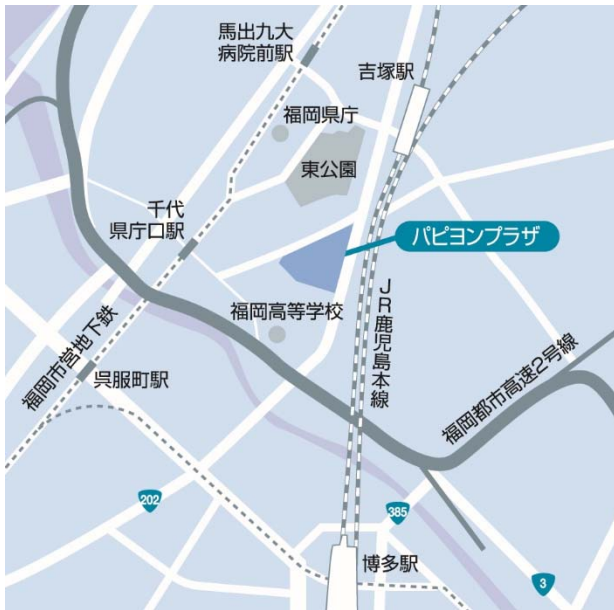 馬出九大
病院前駅
吉塚駅
福岡県庁
東公園
千代
県庁口駅
パピヨンプラザ
福岡高等学校
JR鹿児島本線
福岡市営地下鉄
呉服町駅
福岡都市高速2号線
202
385
博多駅
3